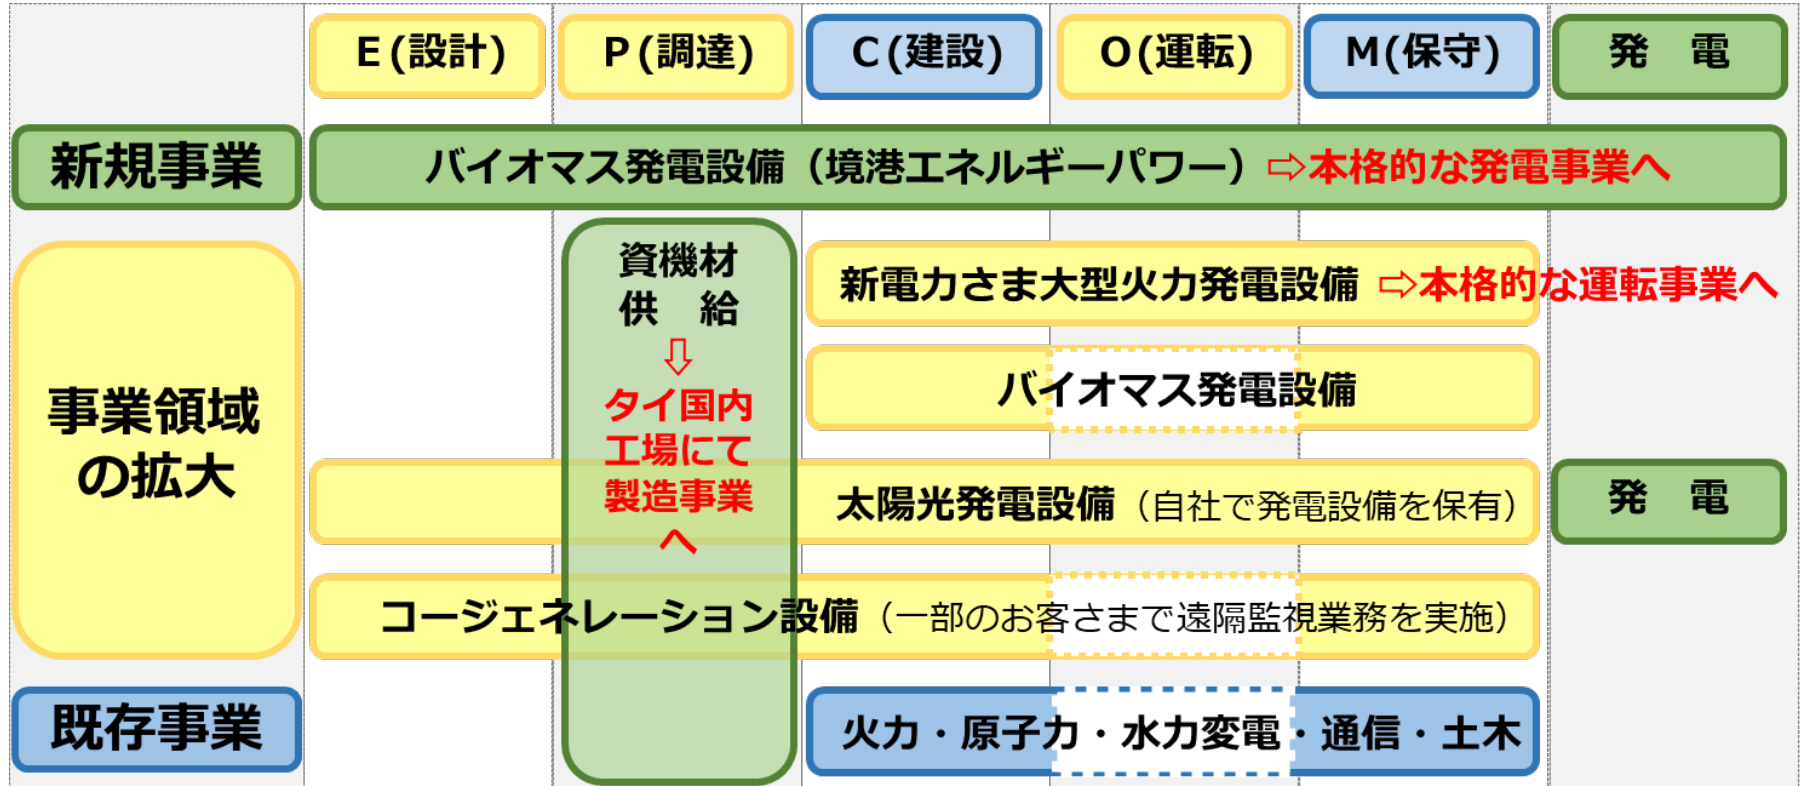 E(設計)
P(調達)
C(建設)
O(運転)
M(保守)
発　電
新規事業
バイオマス発電設備（境港エネルギーパワー）⇨本格的な発電事業へ
事業領域
の拡大
資機材
供　給
⇩
タイ国内
工場にて
製造事業
へ
新電力さま大型火力発電設備 ⇨本格的な運転事業へ
バイオマス発電設備
太陽光発電設備（自社で発電設備を保有）
発　電
コージェネレーション設備（一部のお客さまで遠隔監視業務を実施）
既存事業
火力・原子力・水力変電・通信・土木